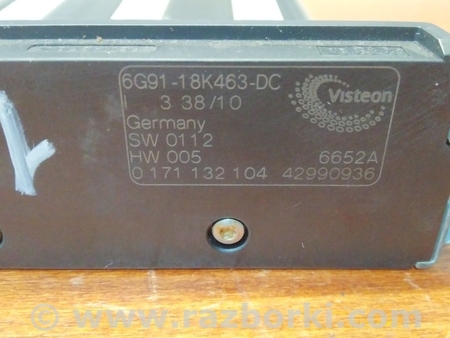 6G91-18K463-DC
I 3 38/10
Visteon
Germany
SW 0112
HW 005 6652A
0 171 132 104 42990936
© www.razborki.com